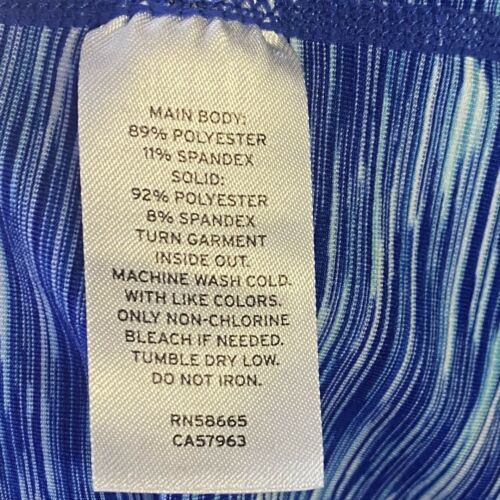 MAIN BODY:
89% POLYESTER
11% SPANDEX
SOLID:
92% POLYESTER
8% SPANDEX
TURN GARMENT
INSIDE OUT.
MACHINE WASH COLD.
WITH LIKE COLORS.
ONLY NON-CHLORINE
BLEACH IF NEEDED.
TUMBLE DRY LOW.
DO NOT IRON.
RN58665
CA57963